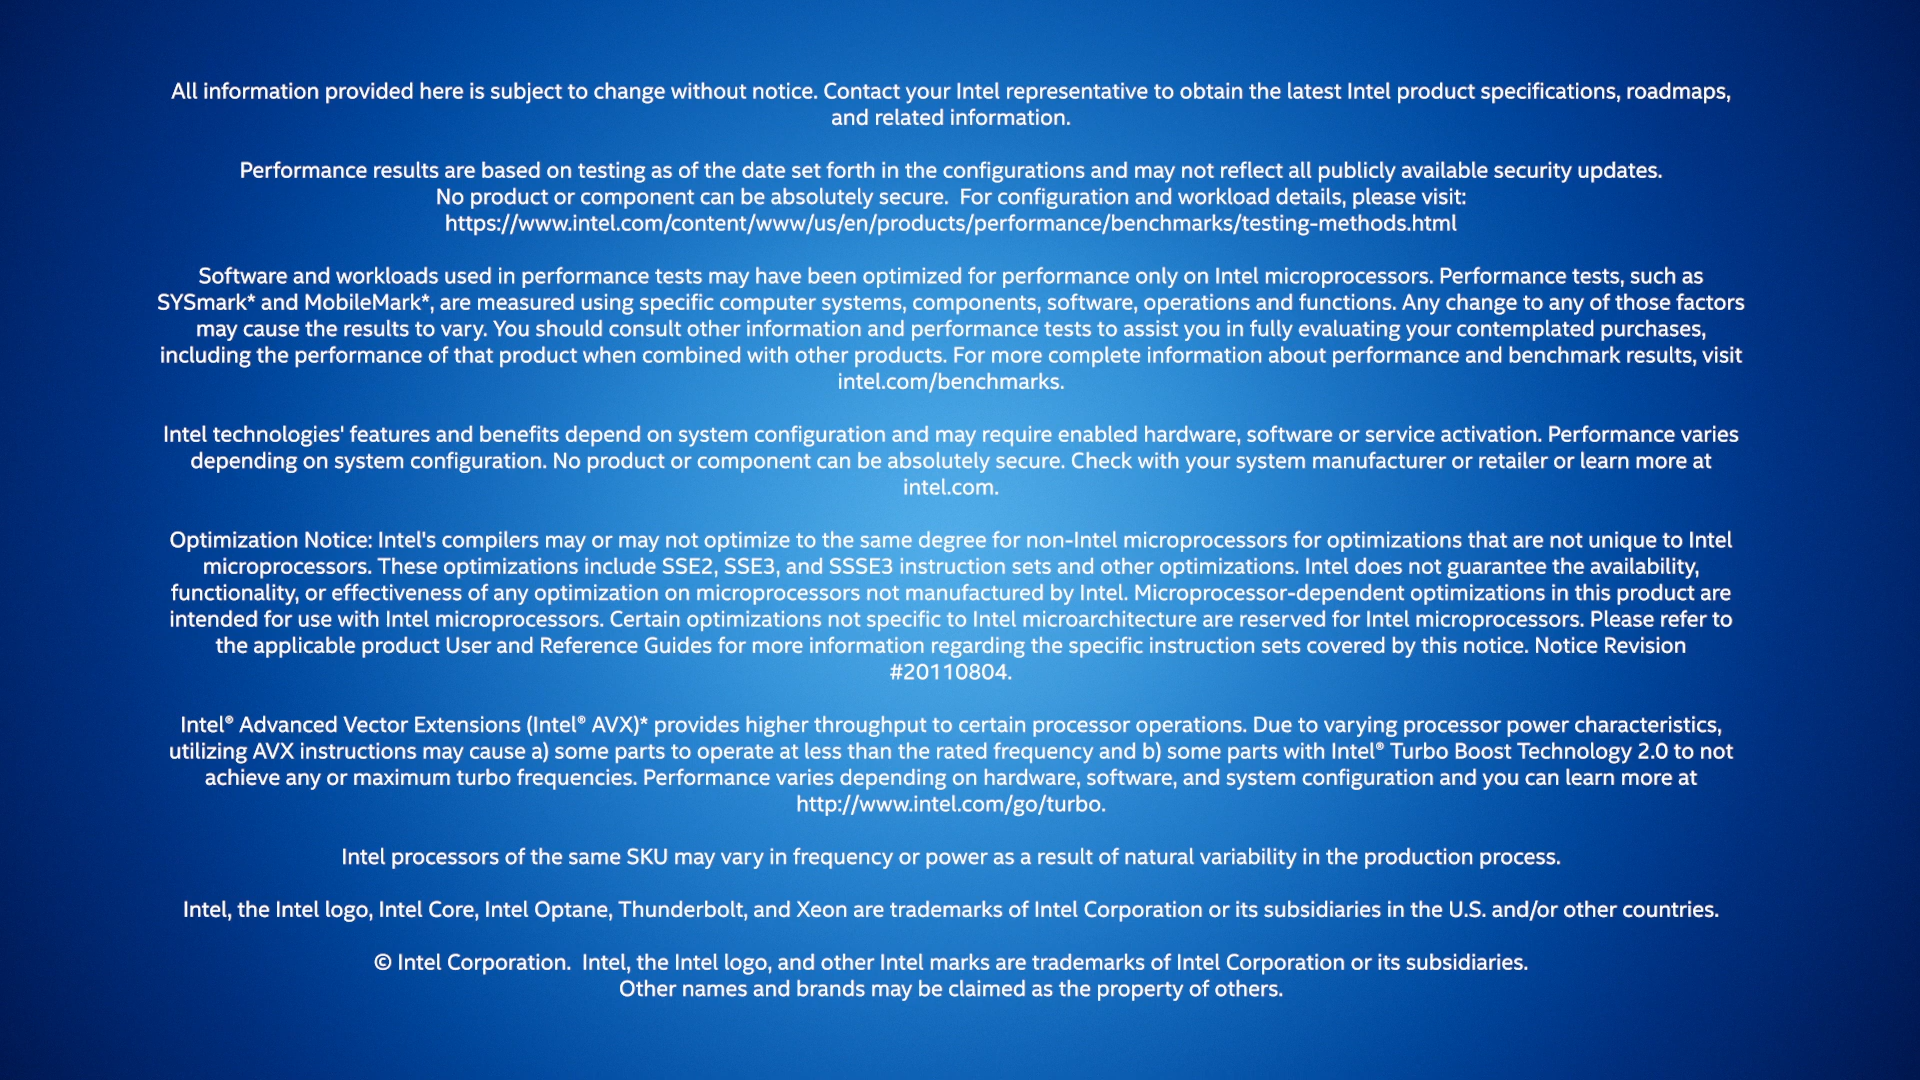 All information provided here is subject to change without notice. Contact your Intel representative to obtain the latest Intel product specifications, roadmaps,
and related information.
Performance results are based on testing as of the date set forth in the configurations and may not reflect all publicly available security updates.
No product or component can be absolutely secure.  For configuration and workload details, please visit:
https://www.intel.com/content/www/us/en/products/performance/benchmarks/testing-methods.html
Software and workloads used in performance tests may have been optimized for performance only on Intel microprocessors. Performance tests, such as
SYSmark* and MobileMark*, are measured using specific computer systems, components, software, operations and functions. Any change to any of those factors
may cause the results to vary. You should consult other information and performance tests to assist you in fully evaluating your contemplated purchases,
including the performance of that product when combined with other products. For more complete information about performance and benchmark results, visit
intel.com/benchmarks.
Intel technologies' features and benefits depend on system configuration and may require enabled hardware, software or service activation. Performance varies
depending on system configuration. No product or component can be absolutely secure. Check with your system manufacturer or retailer or learn more at
intel.com.
Optimization Notice: Intel's compilers may or may not optimize to the same degree for non-Intel microprocessors for optimizations that are not unique to Intel
microprocessors. These optimizations include SSE2, SSE3, and SSSE3 instruction sets and other optimizations. Intel does not guarantee the availability,
functionality, or effectiveness of any optimization on microprocessors not manufactured by Intel. Microprocessor-dependent optimizations in this product are
intended for use with Intel microprocessors. Certain optimizations not specific to Intel microarchitecture are reserved for Intel microprocessors. Please refer to
the applicable product User and Reference Guides for more information regarding the specific instruction sets covered by this notice. Notice Revision
#20110804.
Intel® Advanced Vector Extensions (Intel® AVX)* provides higher throughput to certain processor operations. Due to varying processor power characteristics,
utilizing AVX instructions may cause a) some parts to operate at less than the rated frequency and b) some parts with Intel® Turbo Boost Technology 2.0 to not
achieve any or maximum turbo frequencies. Performance varies depending on hardware, software, and system configuration and you can learn more at
http://www.intel.com/go/turbo.
Intel processors of the same SKU may vary in frequency or power as a result of natural variability in the production process.
Intel, the Intel logo, Intel Core, Intel Optane, Thunderbolt, and Xeon are trademarks of Intel Corporation or its subsidiaries in the U.S. and/or other countries.
© Intel Corporation.  Intel, the Intel logo, and other Intel marks are trademarks of Intel Corporation or its subsidiaries.
Other names and brands may be claimed as the property of others.